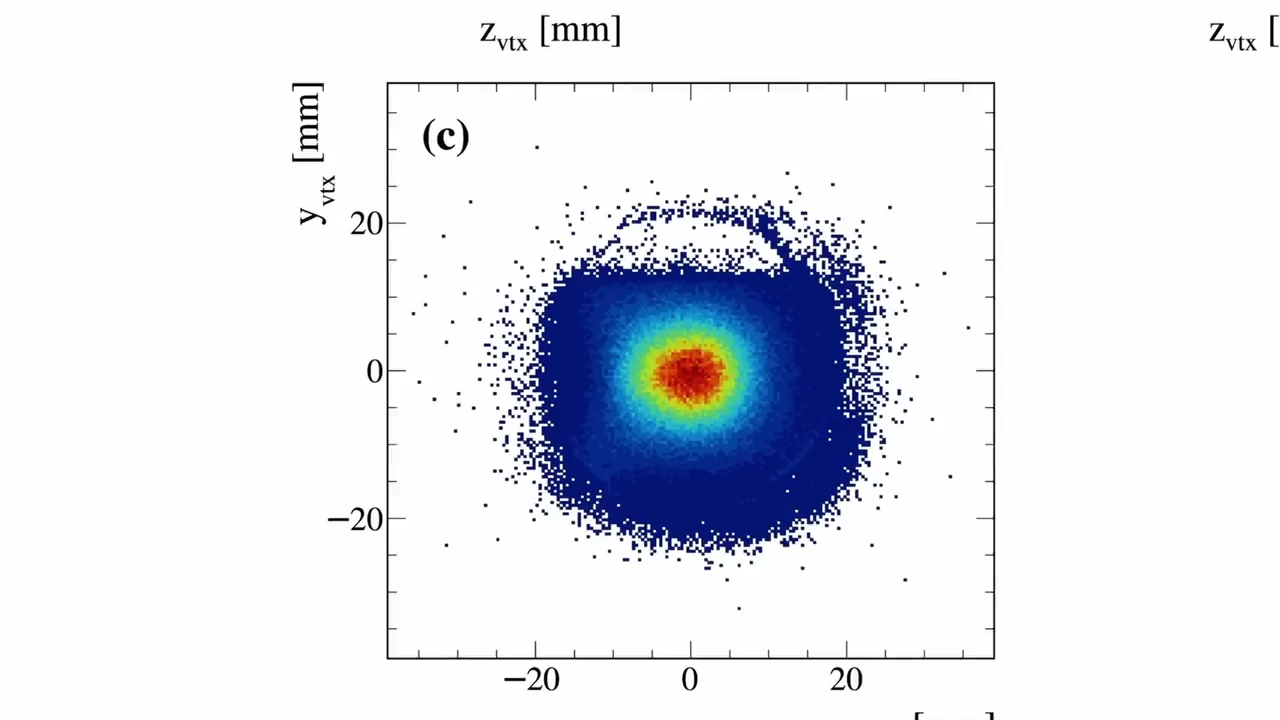 z_vtx [mm]
z_vtx [
(c)
y_vtx [mm]
20
0
−20
−20 0 20